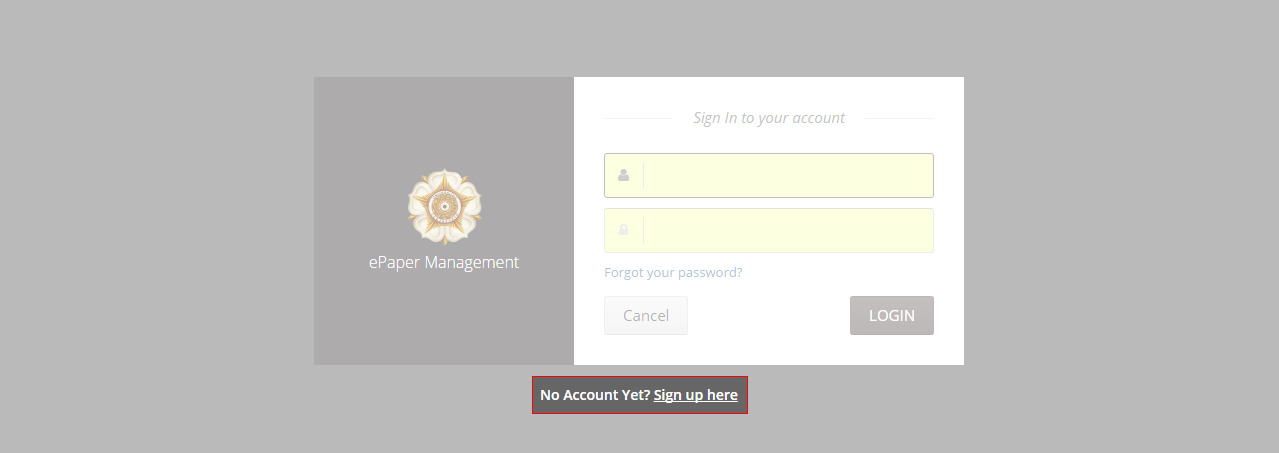 Sign In to your account
ePaper Management
Forgot your password?
Cancel
LOGIN
No Account Yet? Sign up here